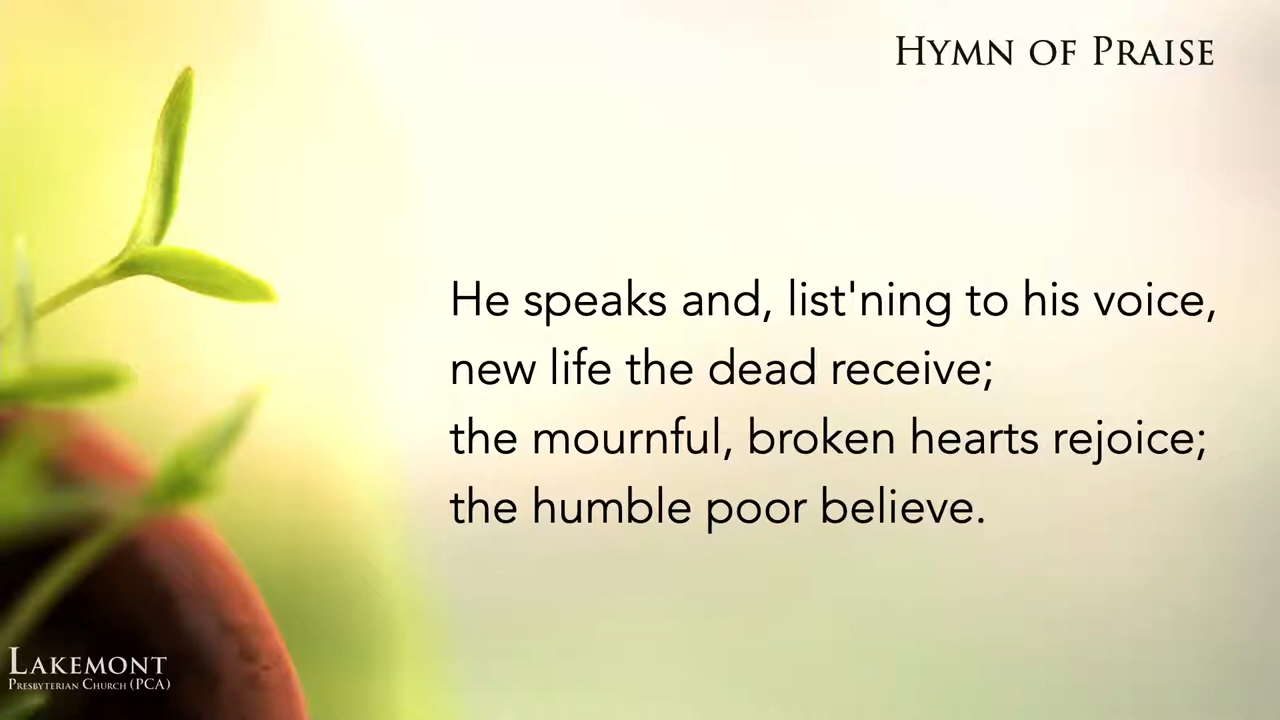 Hymn of Praise
He speaks and, list'ning to his voice,
new life the dead receive;
the mournful, broken hearts rejoice;
the humble poor believe.
Lakemont
Presbyterian Church (PCA)